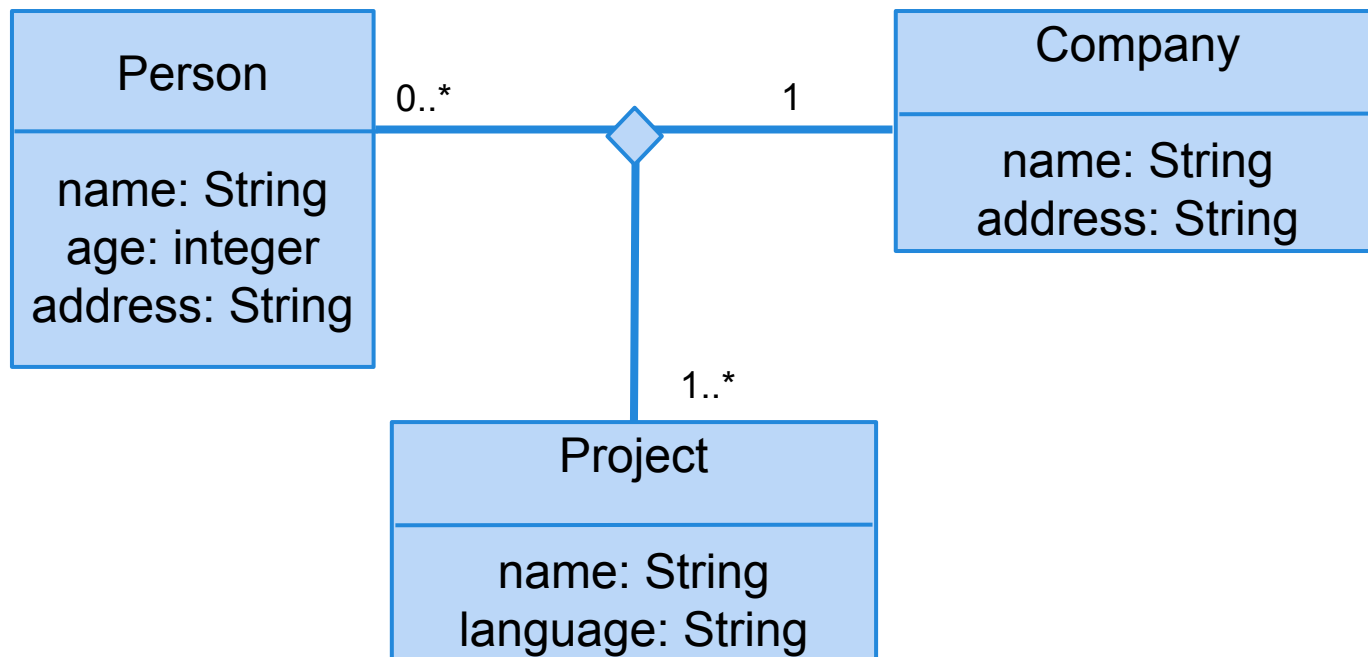 Person
name: String
age: integer
address: String
0..*
1
Company
name: String
address: String
1..*
Project
name: String
language: String